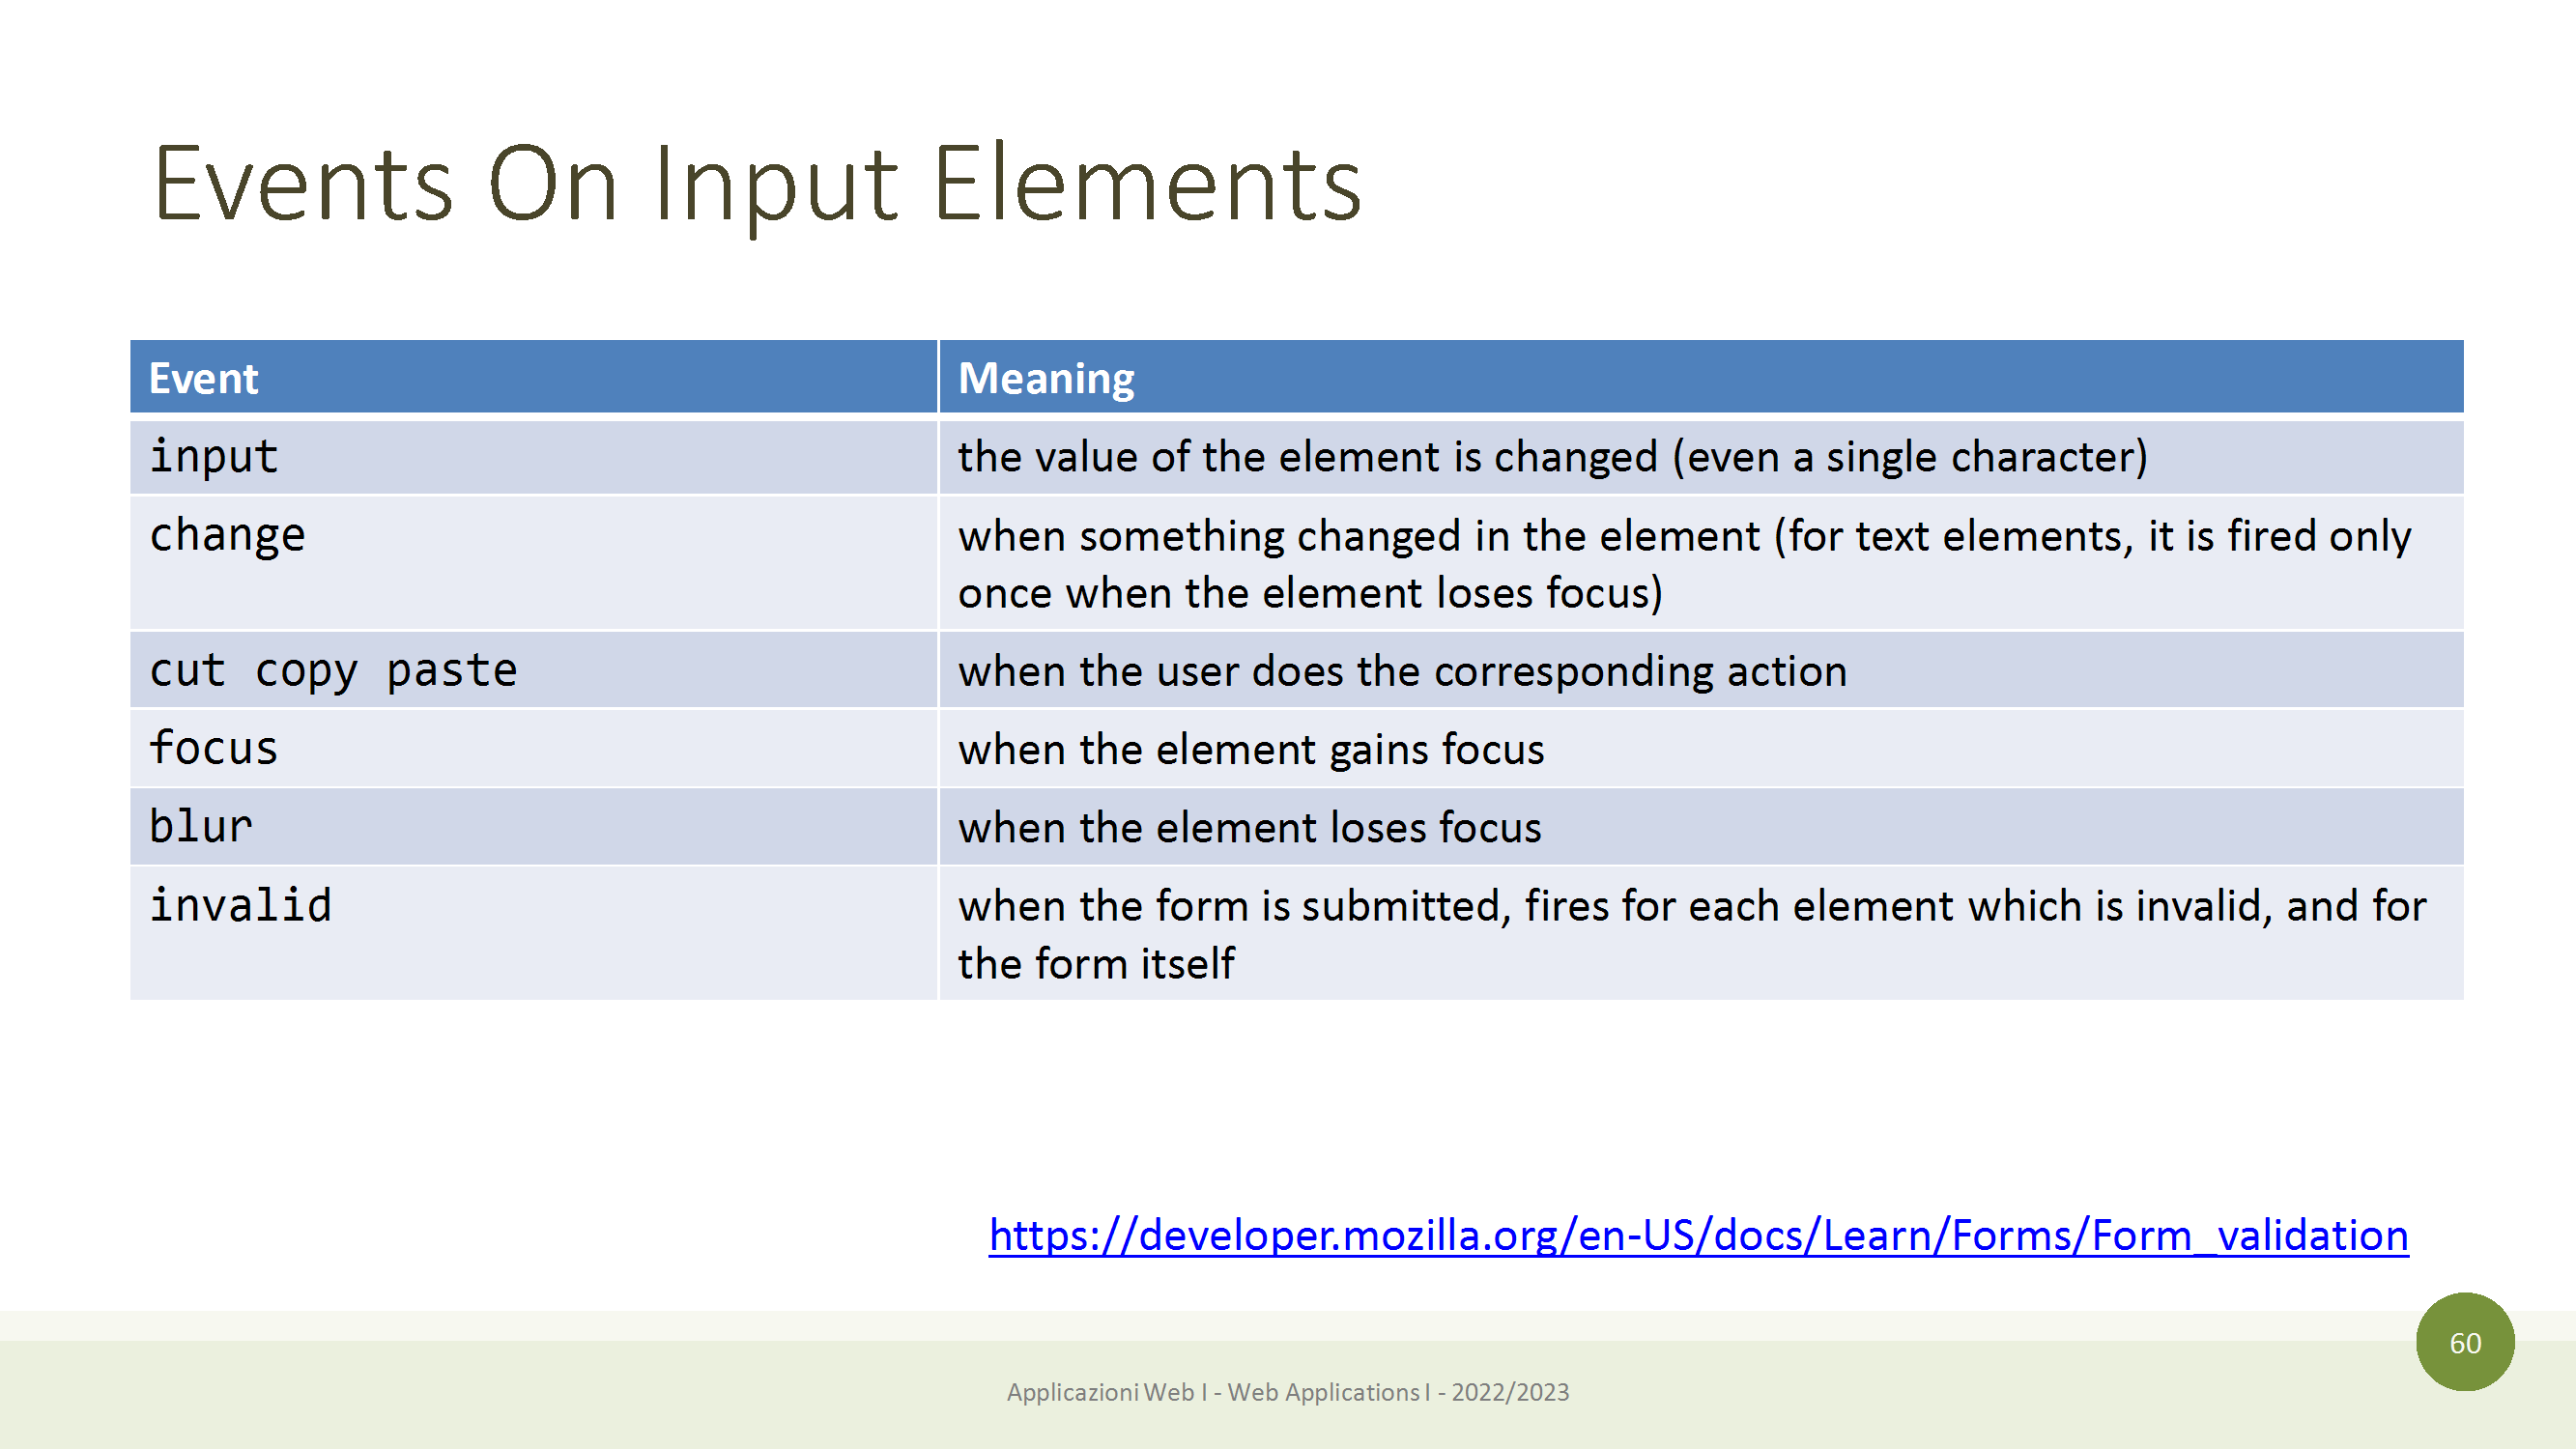 Events On Input Elements
Event
Meaning
input
the value of the element is changed (even a single character)
change
when something changed in the element (for text elements, it is fired only
once when the element loses focus)
cut copy paste
when the user does the corresponding action
focus
when the element gains focus
blur
when the element loses focus
invalid
when the form is submitted, fires for each element which is invalid, and for
the form itself
https://developer.mozilla.org/en-US/docs/Learn/Forms/Form_validation
60
Applicazioni Web I - Web Applications I - 2022/2023